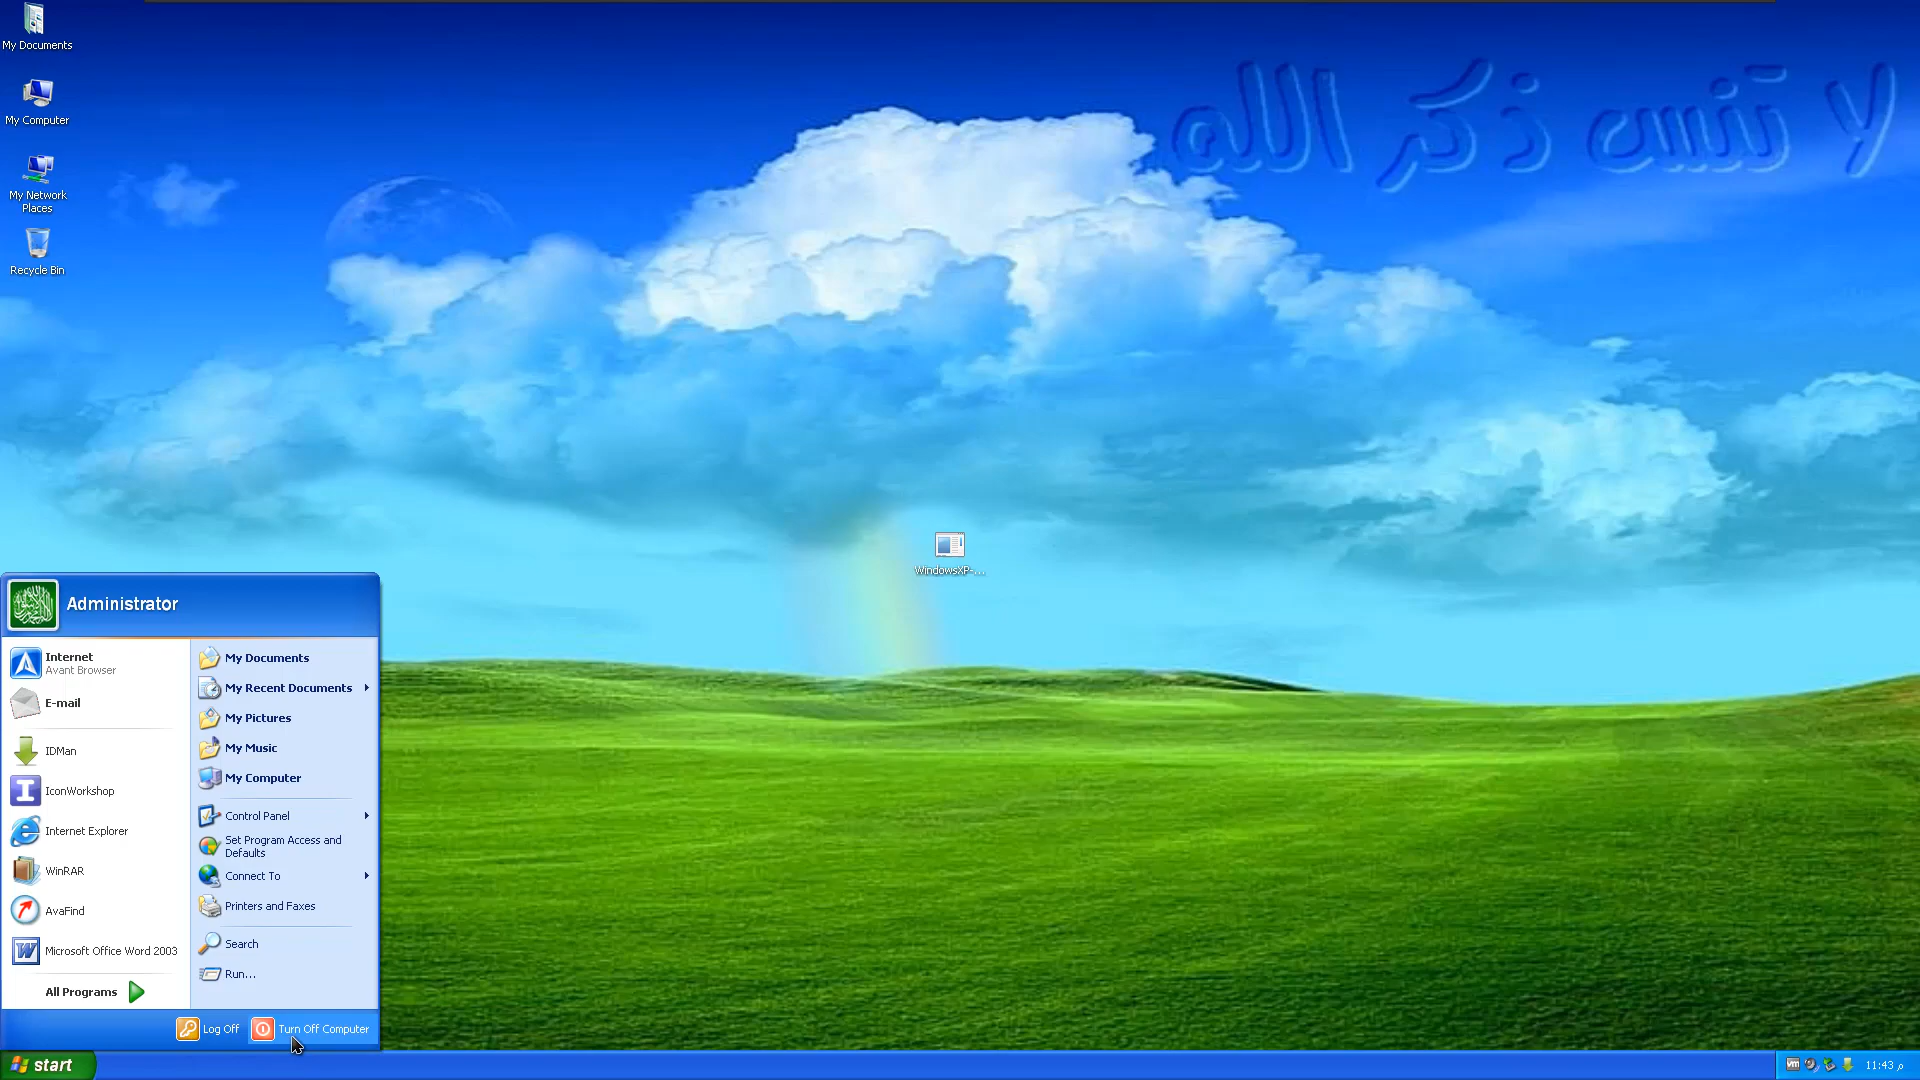 My Documents
My Computer
My Network
Places
Recycle Bin
لا تنس ذكر الله
WindowsXP-...
Administrator
Internet
Avant Browser
E-mail
IDMan
IconWorkshop
Internet Explorer
WinRAR
AvaFind
Microsoft Office Word 2003
All Programs
My Documents
My Recent Documents
My Pictures
My Music
My Computer
Control Panel
Set Program Access and
Defaults
Connect To
Printers and Faxes
Search
Run...
Log Off
Turn Off Computer
start
11:43 م